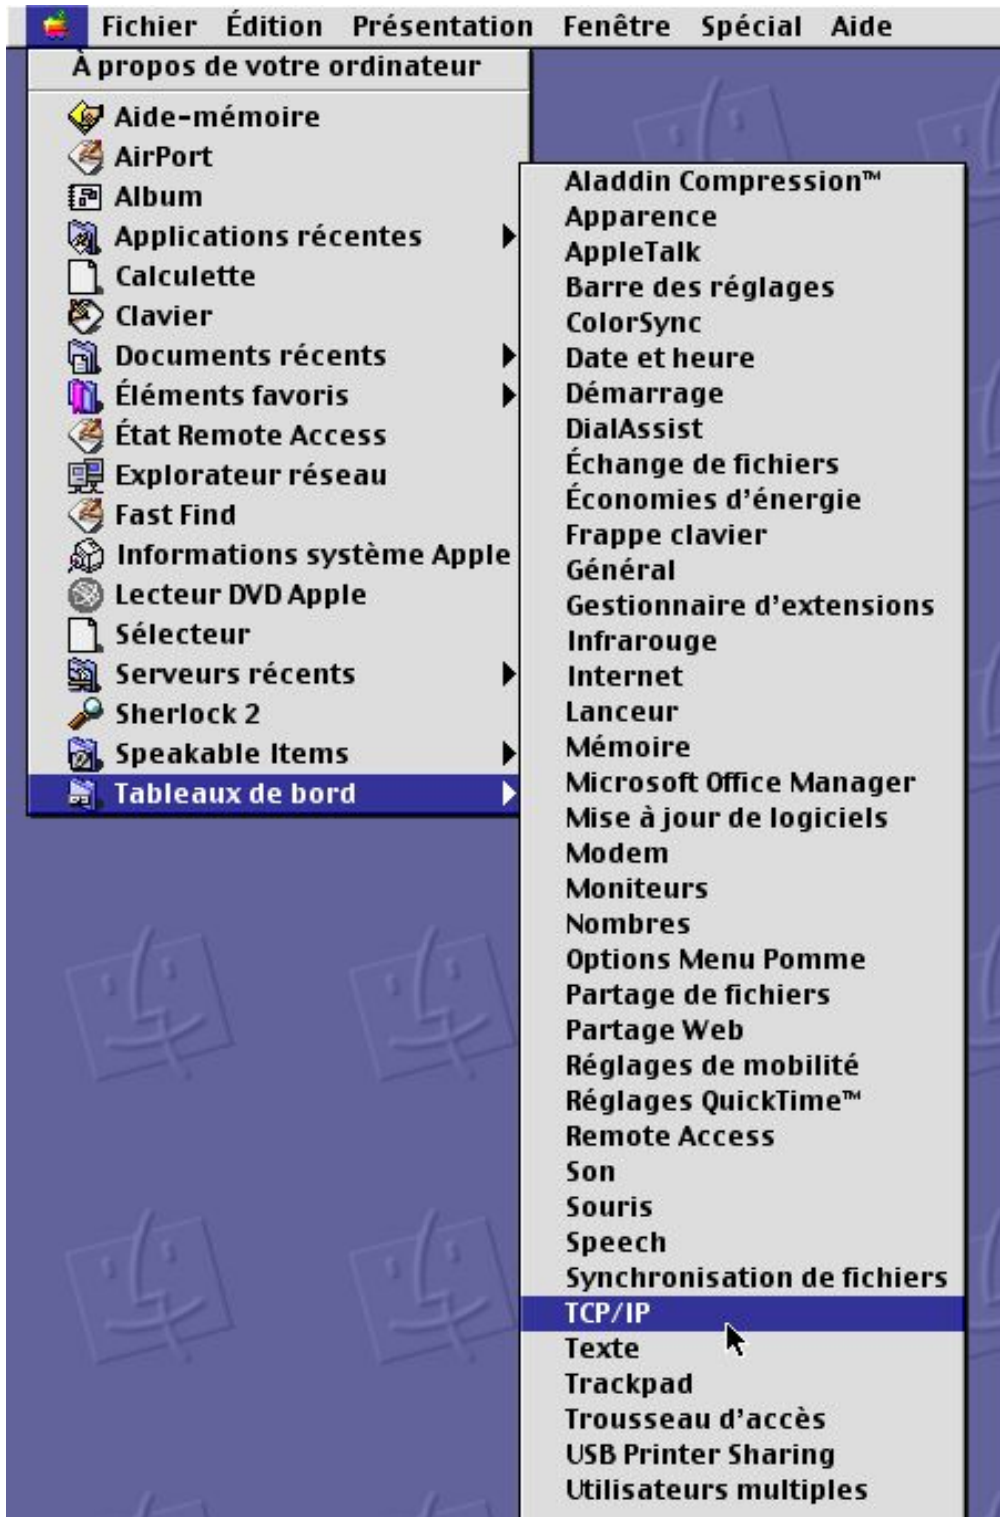 Fichier Édition Présentation Fenêtre Spécial Aide
À propos de votre ordinateur
Aide-mémoire
AirPort
Album
Applications récentes
Calculette
Clavier
Documents récents
Éléments favoris
État Remote Access
Explorateur réseau
Fast Find
Informations système Apple
Lecteur DVD Apple
Sélecteur
Serveurs récents
Sherlock 2
Speakable Items
Tableaux de bord
Aladdin Compression™
Apparence
AppleTalk
Barre des réglages
ColorSync
Date et heure
Démarrage
DialAssist
Échange de fichiers
Économies d'énergie
Frappe clavier
Général
Gestionnaire d'extensions
Infrarouge
Internet
Lanceur
Mémoire
Microsoft Office Manager
Mise à jour de logiciels
Modem
Moniteurs
Nombres
Options Menu Pomme
Partage de fichiers
Partage Web
Réglages de mobilité
Réglages QuickTime™
Remote Access
Son
Souris
Speech
Synchronisation de fichiers
TCP/IP
Texte
Trackpad
Trousseau d'accès
USB Printer Sharing
Utilisateurs multiples